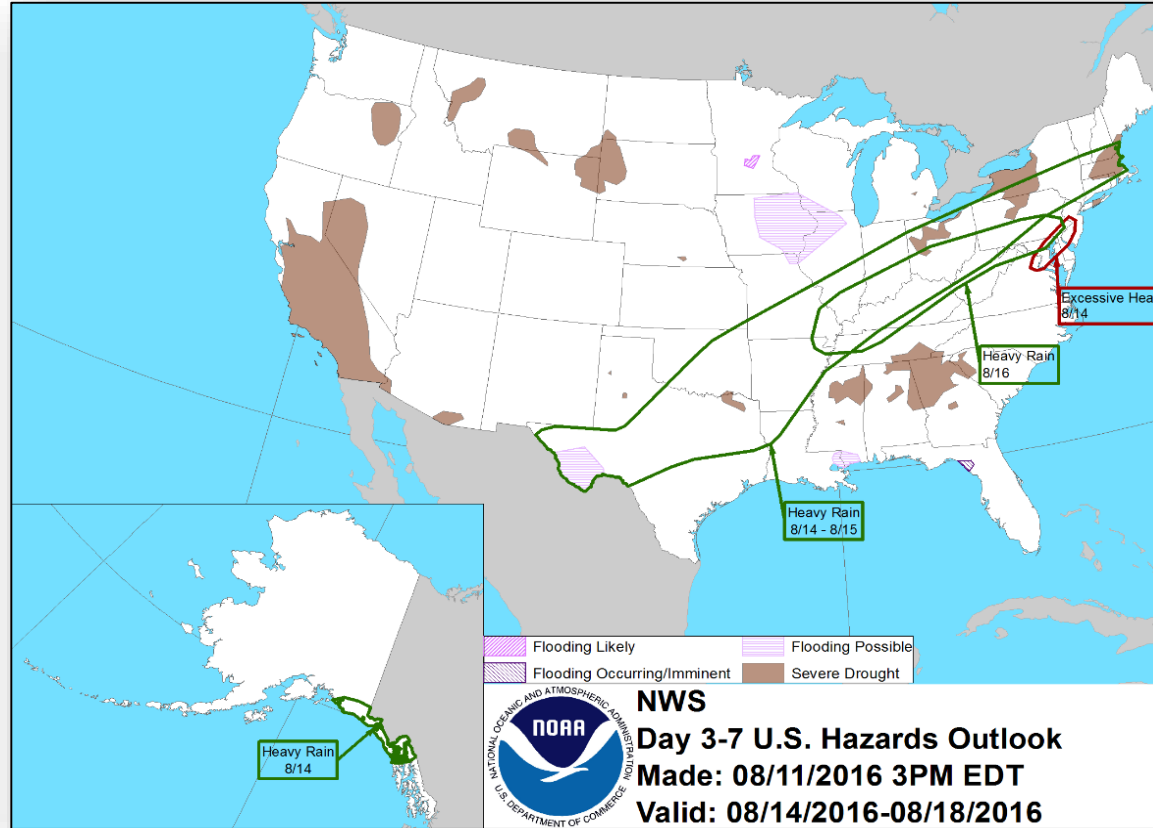 Excessive Hea
8/14
Heavy Rain
8/16
Heavy Rain
8/14 - 8/15
Heavy Rain
8/14
Flooding Likely
Flooding Possible
Flooding Occurring/Imminent
Severe Drought
NATIONAL OCEANIC AND ATMOSPHERIC ADMINISTRATION
NOAA
U.S. DEPARTMENT OF COMMERCE
NWS
Day 3-7 U.S. Hazards Outlook
Made: 08/11/2016 3PM EDT
Valid: 08/14/2016-08/18/2016